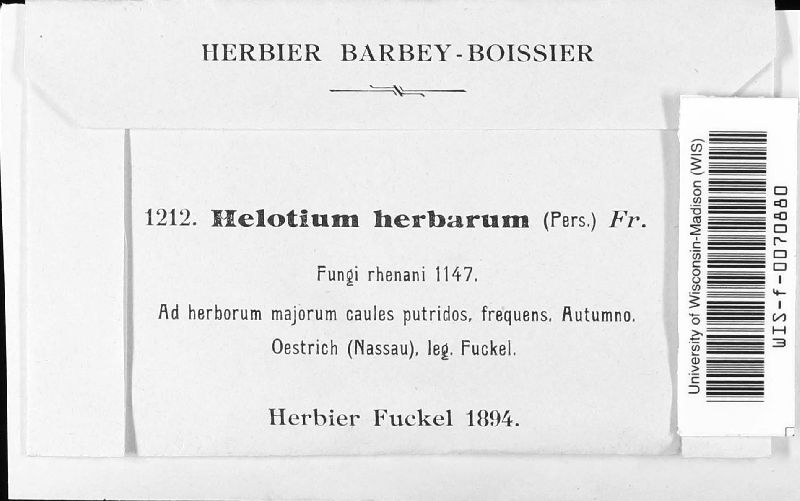 HERBIER BARBEY-BOISSIER
1212. Helotium herbarum (Pers.) Fr.
Fungi rhenani 1147.
Ad herborum majorum caules putridos, frequens. Autumno.
Oestrich (Nassau), leg. Fuckel.
Herbier Fuckel 1894.
University of Wisconsin-Madison (WIS)
WIS-f-0070880